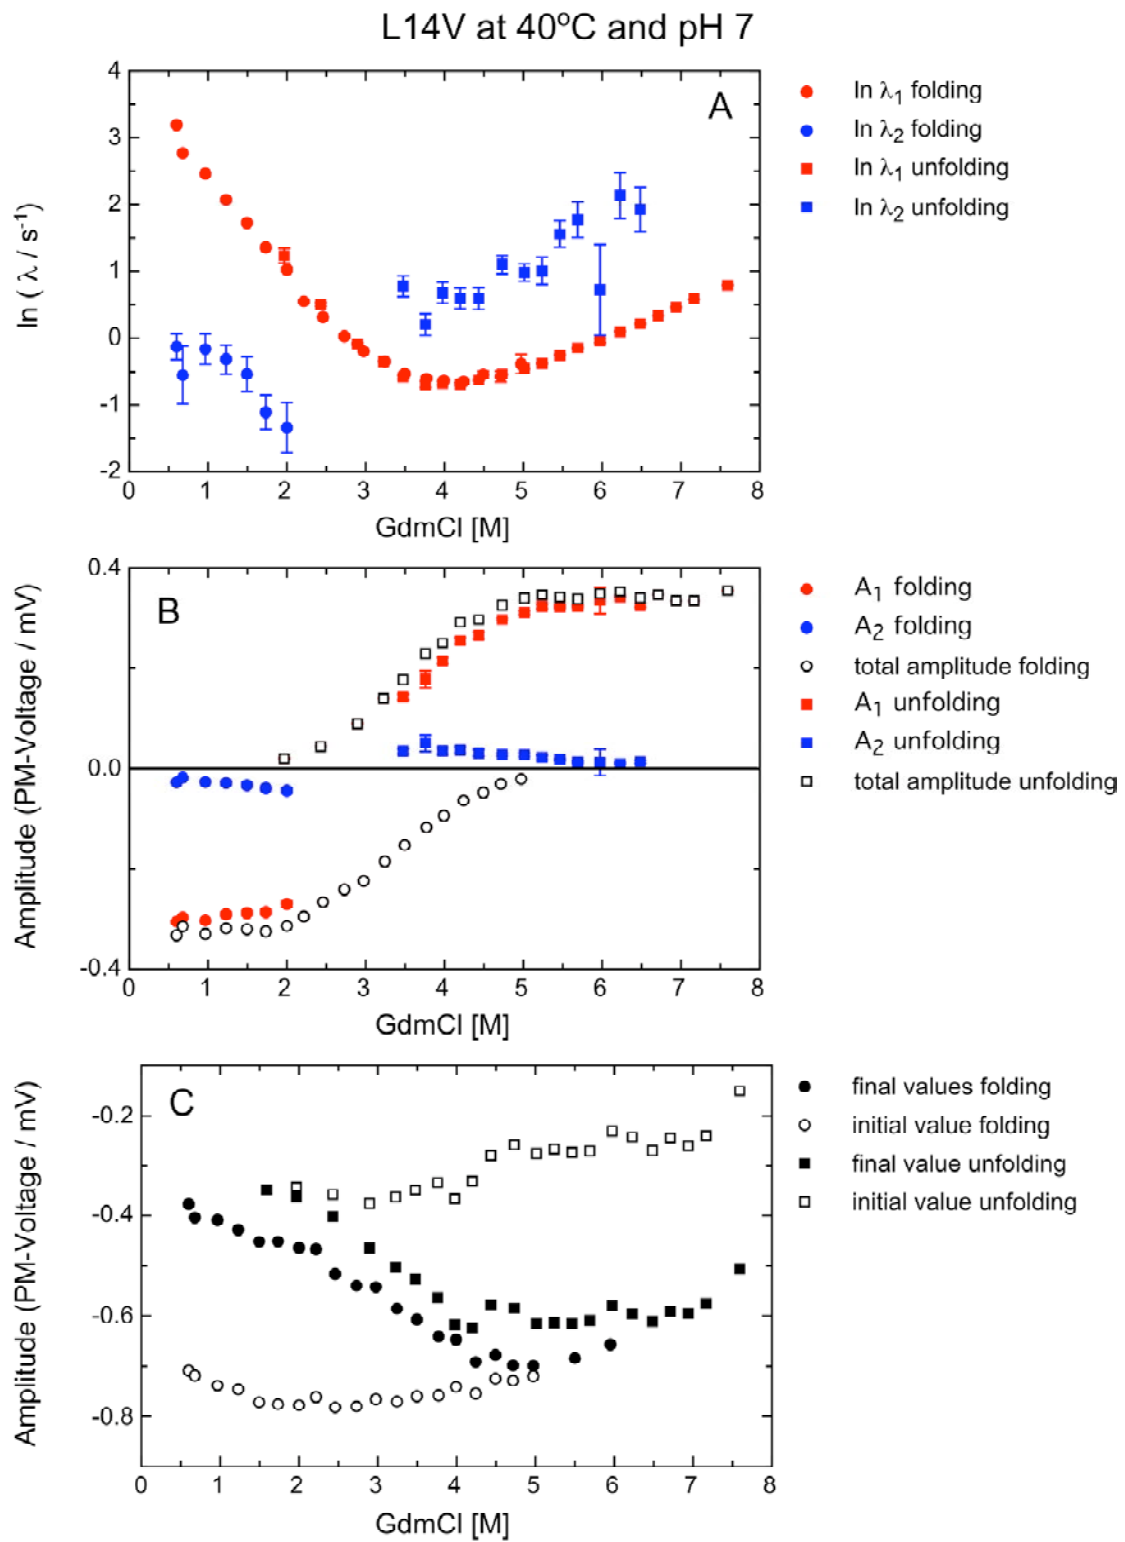 L14V at 40°C and pH 7
A
4
3
2
1
0
-1
-2
ln ( λ / s⁻¹)
0 1 2 3 4 5 6 7 8
GdmCl [M]
ln λ₁ folding
ln λ₂ folding
ln λ₁ unfolding
ln λ₂ unfolding
B
0.4
0.0
-0.4
Amplitude (PM-Voltage / mV)
0 1 2 3 4 5 6 7 8
GdmCl [M]
A₁ folding
A₂ folding
total amplitude folding
A₁ unfolding
A₂ unfolding
total amplitude unfolding
C
-0.2
-0.4
-0.6
-0.8
Amplitude (PM-Voltage / mV)
0 1 2 3 4 5 6 7 8
GdmCl [M]
final values folding
initial value folding
final value unfolding
initial value unfolding